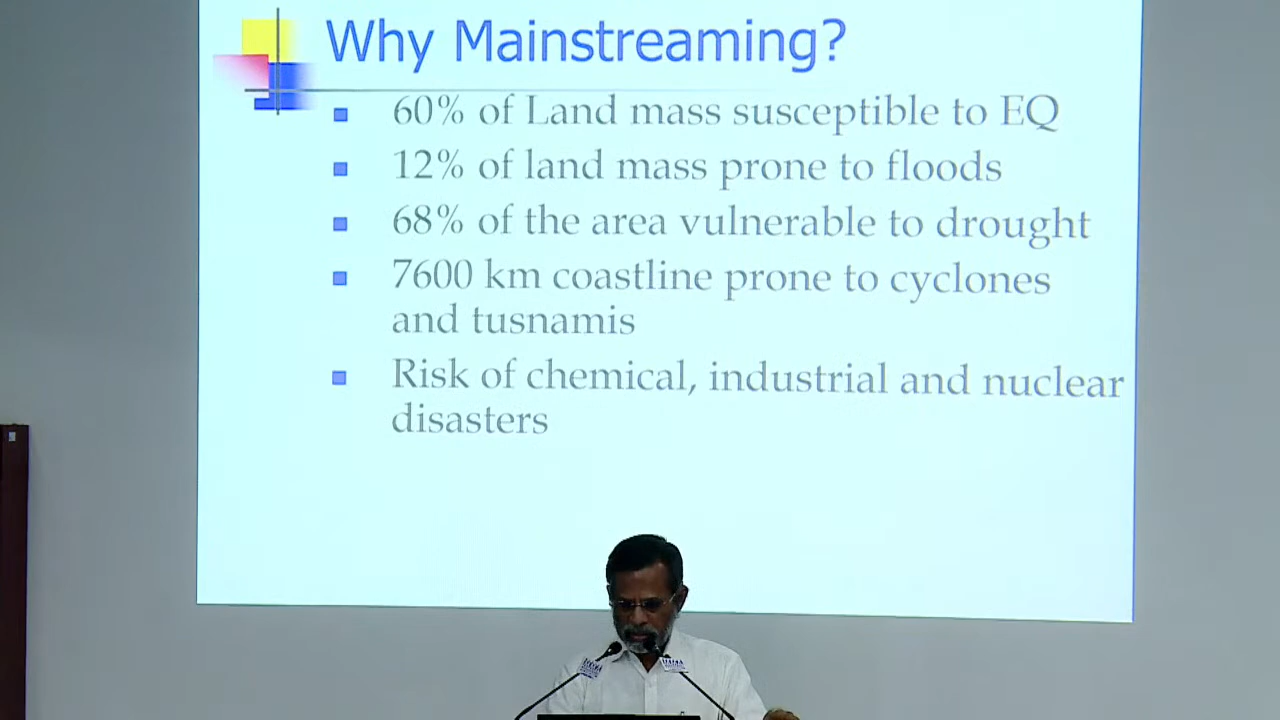 Why Mainstreaming?
60% of Land mass susceptible to EQ
12% of land mass prone to floods
68% of the area vulnerable to drought
7600 km coastline prone to cyclones
and tusnamis
Risk of chemical, industrial and nuclear
disasters